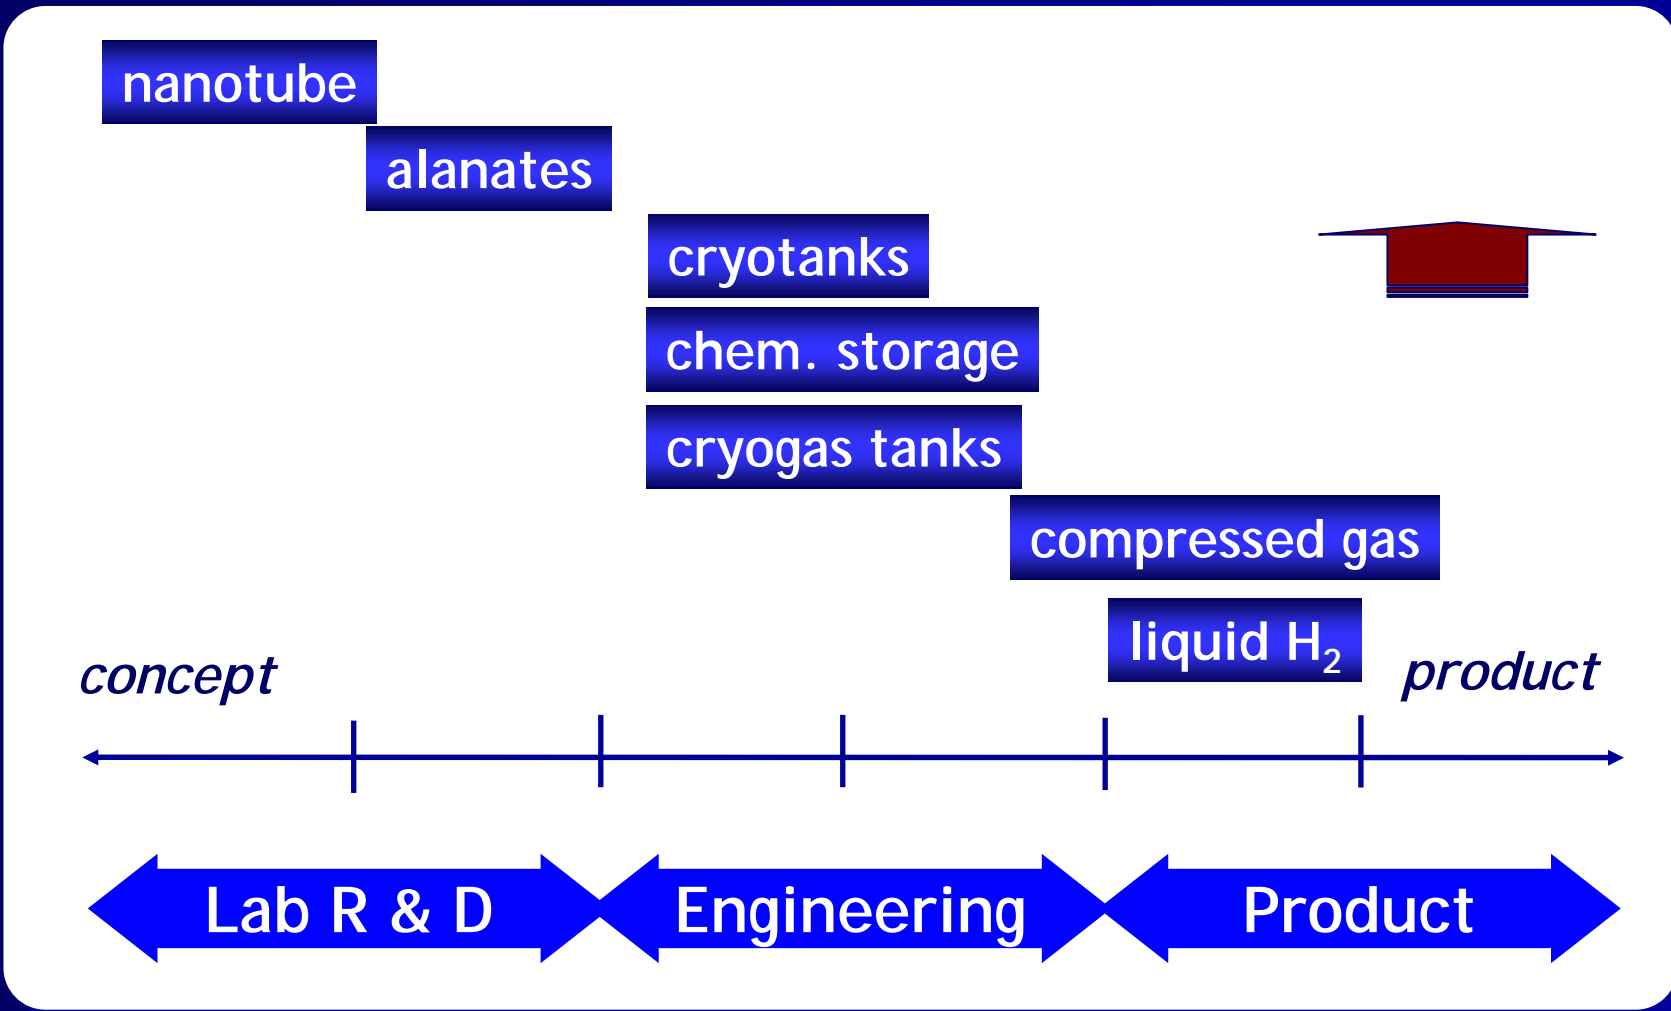 nanotube
alanates
cryotanks
chem. storage
cryogas tanks
compressed gas
liquid H₂
concept
product
Lab R & D
Engineering
Product